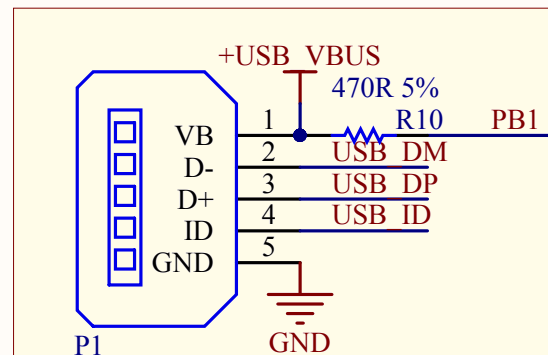 +USB_VBUS
470R 5%
VB 1 R10 PB1
D- 2 USB_DM
D+ 3 USB_DP
ID 4 USB_ID
GND 5
GND
P1